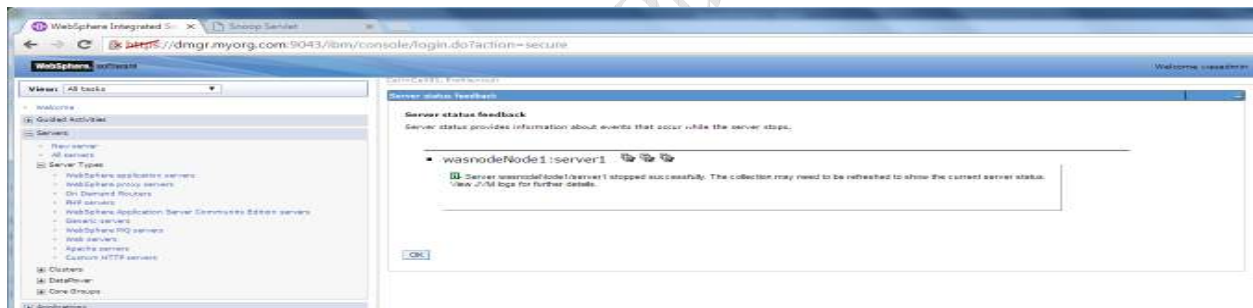 WebSphere Integrated S
Snoop Servlet
https://dmgr.myorg.com:9043/ibm/console/login.do?action=secure
WebSphere. software
Welcome wasadmin
View: All tasks
Welcome
Guided Activities
Servers
New server
All servers
Server Types
WebSphere application servers
WebSphere proxy servers
On Demand Routers
PHP servers
WebSphere Application Server Community Edition servers
Generic servers
WebSphere MQ servers
Web servers
Apache servers
Custom HTTP servers
Clusters
DataPower
Core Groups
Applications
Server status feedback
Server status feedback
Server status provides information about events that occur while the server stops.
wasnodeNode1:server1
Server wasnodeNode1/server1 stopped successfully. The collection may need to be refreshed to show the current server status.
View JVM logs for further details.
OK